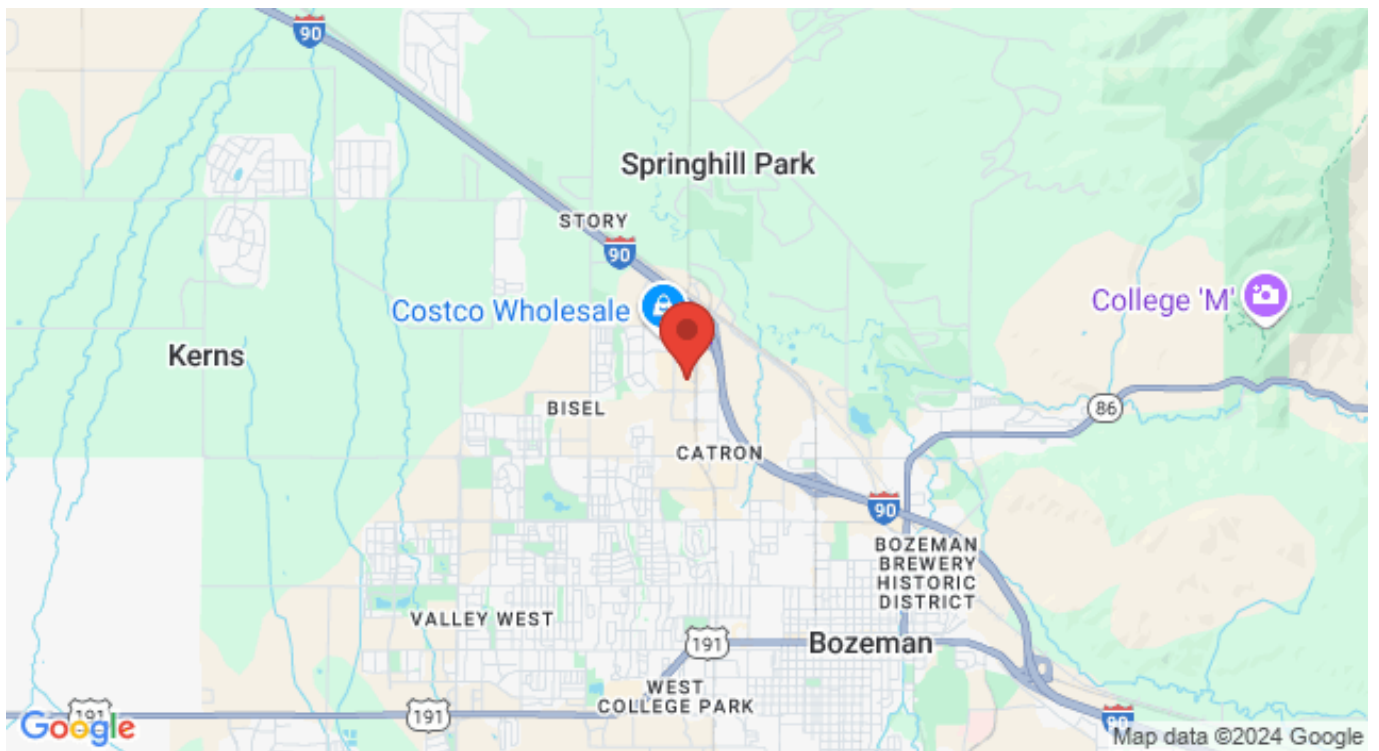 90
Springhill Park
STORY
90
Costco Wholesale
College 'M'
Kerns
BISEL
86
CATRON
90
BOZEMAN
BREWERY
HISTORIC
DISTRICT
VALLEY WEST
191
Bozeman
WEST
COLLEGE PARK
191
191
90
Google
Map data ©2024 Google